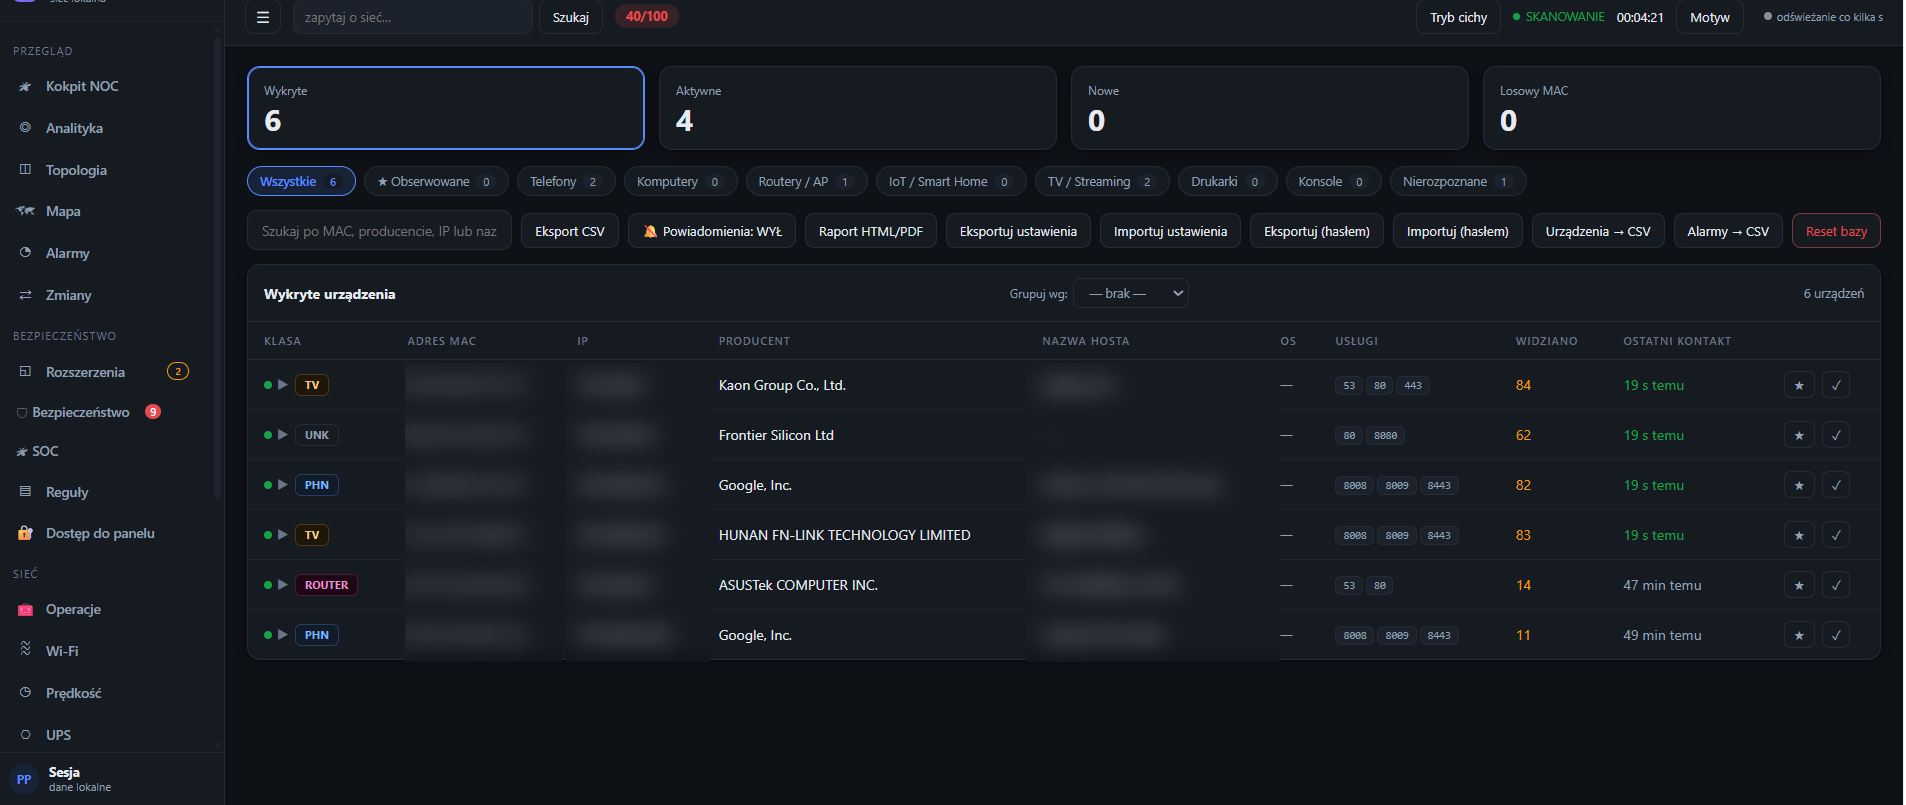 sieć lokalna
PRZEGLĄD
Kokpit NOC
Analityka
Topologia
Mapa
Alarmy
Zmiany
BEZPIECZEŃSTWO
Rozszerzenia 2
Bezpieczeństwo 9
SOC
Reguły
Dostęp do panelu
SIEĆ
Operacje
Wi-Fi
Prędkość
UPS
PP Sesja
dane lokalne
☰ zapytaj o sieć... Szukaj 40/100 Tryb cichy SKANOWANIE 00:04:21 Motyw odświeżanie co kilka s
Wykryte
6
Aktywne
4
Nowe
0
Losowy MAC
0
Wszystkie 6 ★ Obserwowane 0 Telefony 2 Komputery 0 Routery / AP 1 IoT / Smart Home 0 TV / Streaming 2 Drukarki 0 Konsole 0 Nierozpoznane 1
Szukaj po MAC, producencie, IP lub naz Eksport CSV Powiadomienia: WYŁ Raport HTML/PDF Eksportuj ustawienia Importuj ustawienia Eksportuj (hasłem) Importuj (hasłem) Urządzenia → CSV Alarmy → CSV Reset bazy
Wykryte urządzenia Grupuj wg: — brak — 6 urządzeń
KLASA ADRES MAC IP PRODUCENT NAZWA HOSTA OS USŁUGI WIDZIANO OSTATNI KONTAKT
TV Kaon Group Co., Ltd. — 53 80 443 84 19 s temu ★ ✓
UNK Frontier Silicon Ltd — 80 8080 62 19 s temu ★ ✓
PHN Google, Inc. — 8008 8009 8443 82 19 s temu ★ ✓
TV HUNAN FN-LINK TECHNOLOGY LIMITED — 8008 8009 8443 83 19 s temu ★ ✓
ROUTER ASUSTek COMPUTER INC. — 53 80 14 47 min temu ★ ✓
PHN Google, Inc. — 8008 8009 8443 11 49 min temu ★ ✓